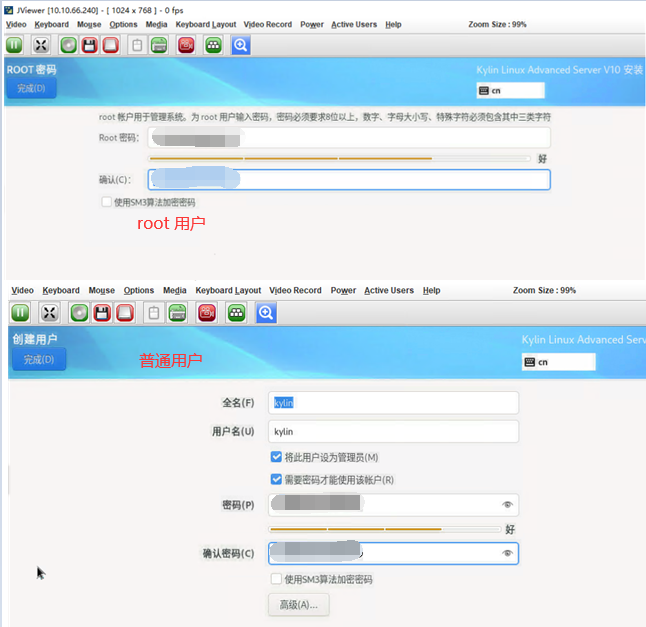 JViewer [10.10.66.240] - [ 1024 x 768 ] - 0 fps
Video Keyboard Mouse Options Media Keyboard Layout Video Record Power Active Users Help Zoom Size : 99%
ROOT 密码
Kylin Linux Advanced Server V10 安装
完成(D)
cn
root 帐户用于管理系统。为 root 用户输入密码，密码必须要求8位以上，数字、字母大小写、特殊字符必须包含其中三类字符
Root 密码：
好
确认(C)：
使用SM3算法加密密码
root 用户
Video Keyboard Mouse Options Media Keyboard Layout Video Record Power Active Users Help Zoom Size : 99%
创建用户
Kylin Linux Advanced Serv
完成(D)
普通用户
cn
全名(F)
kylin
用户名(U)
kylin
将此用户设为管理员(M)
需要密码才能使用该帐户(R)
密码(P)
好
确认密码(C)
使用SM3算法加密密码
高级(A)...